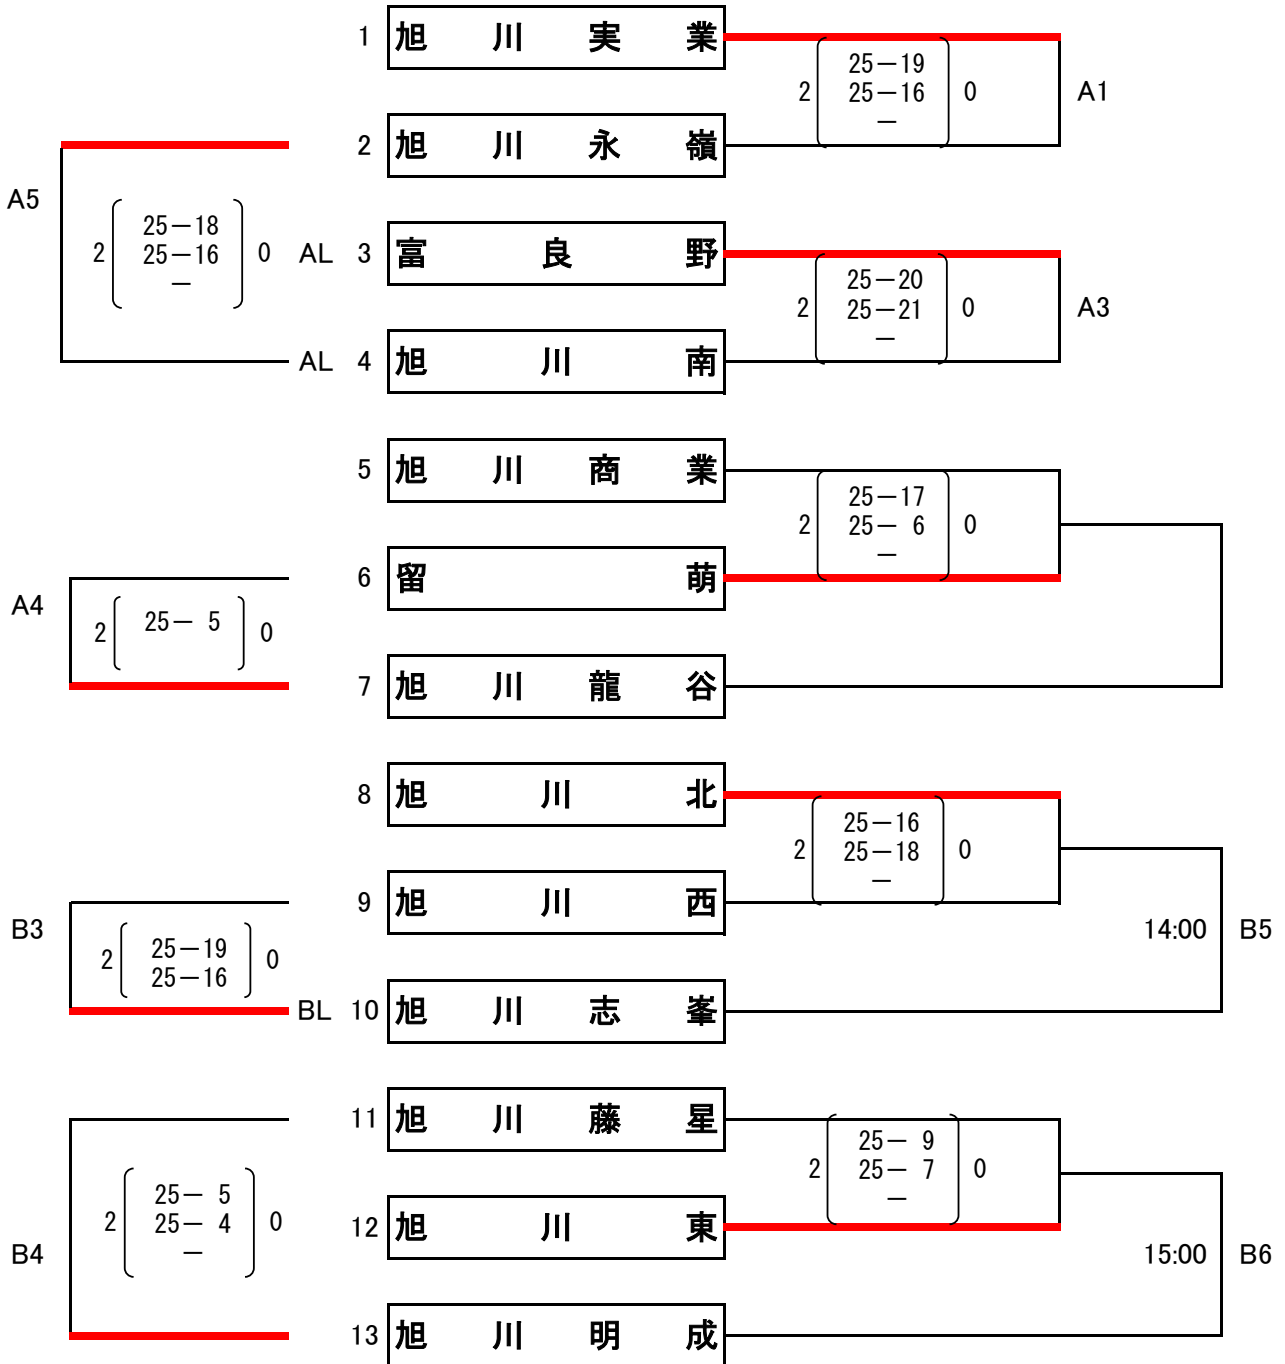 1 旭川実業
25－19
2 25－16 0 A1
－
2 旭川永嶺
A5
25－18
2 25－16 0
－
AL 3 富良野
25－20
2 25－21 0 A3
－
AL 4 旭川南
5 旭川商業
25－17
2 25－ 6 0
－
6 留萌
A4
2 25－ 5 0
7 旭川龍谷
8 旭川北
25－16
2 25－18 0
－
9 旭川西
B3
25－19
2 25－16 0
14:00 B5
BL 10 旭川志峯
11 旭川藤星
25－ 9
2 25－ 7 0
－
25－ 5
2 25－ 4 0
－
12 旭川東
B4
15:00 B6
13 旭川明成